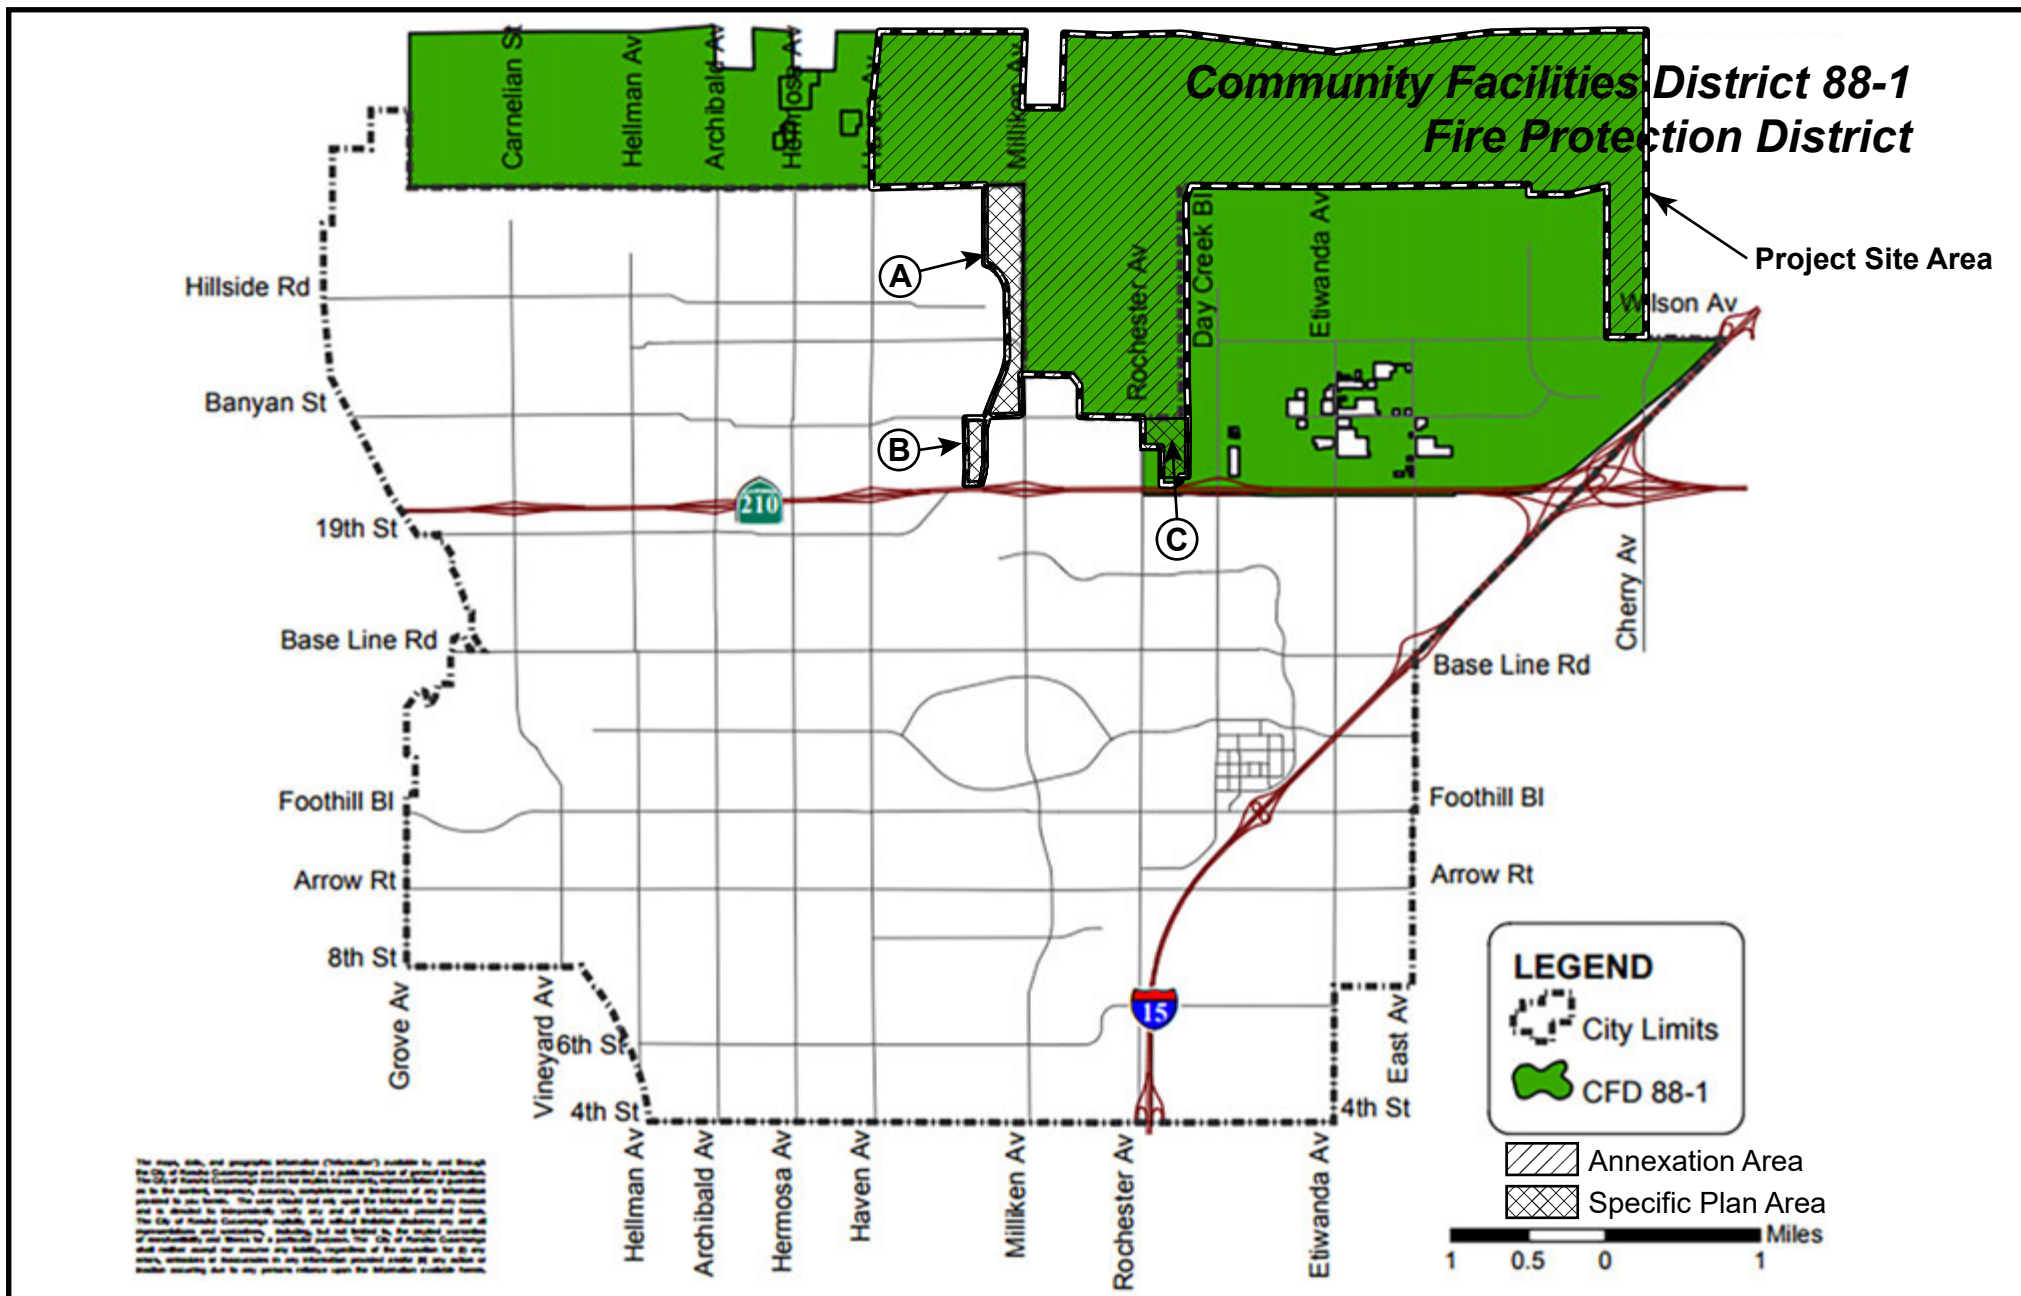 Community Facilities District 88-1
Fire Protection District
Carnelian St
Hellman Av
Archibald Av
Hermosa Av
Haven Av
Milliken Av
Rochester Av
Day Creek Bl
Etiwanda Av
Project Site Area
Wilson Av
A
B
C
Hillside Rd
Banyan St
210
19th St
Base Line Rd
Base Line Rd
Cherry Av
Foothill Bl
Foothill Bl
Arrow Rt
Arrow Rt
8th St
Grove Av
Vineyard Av
6th St
4th St
15
East Av
4th St
Hellman Av
Archibald Av
Hermosa Av
Haven Av
Milliken Av
Rochester Av
Etiwanda Av
LEGEND
City Limits
CFD 88-1
Annexation Area
Specific Plan Area
Miles
1 0.5 0 1